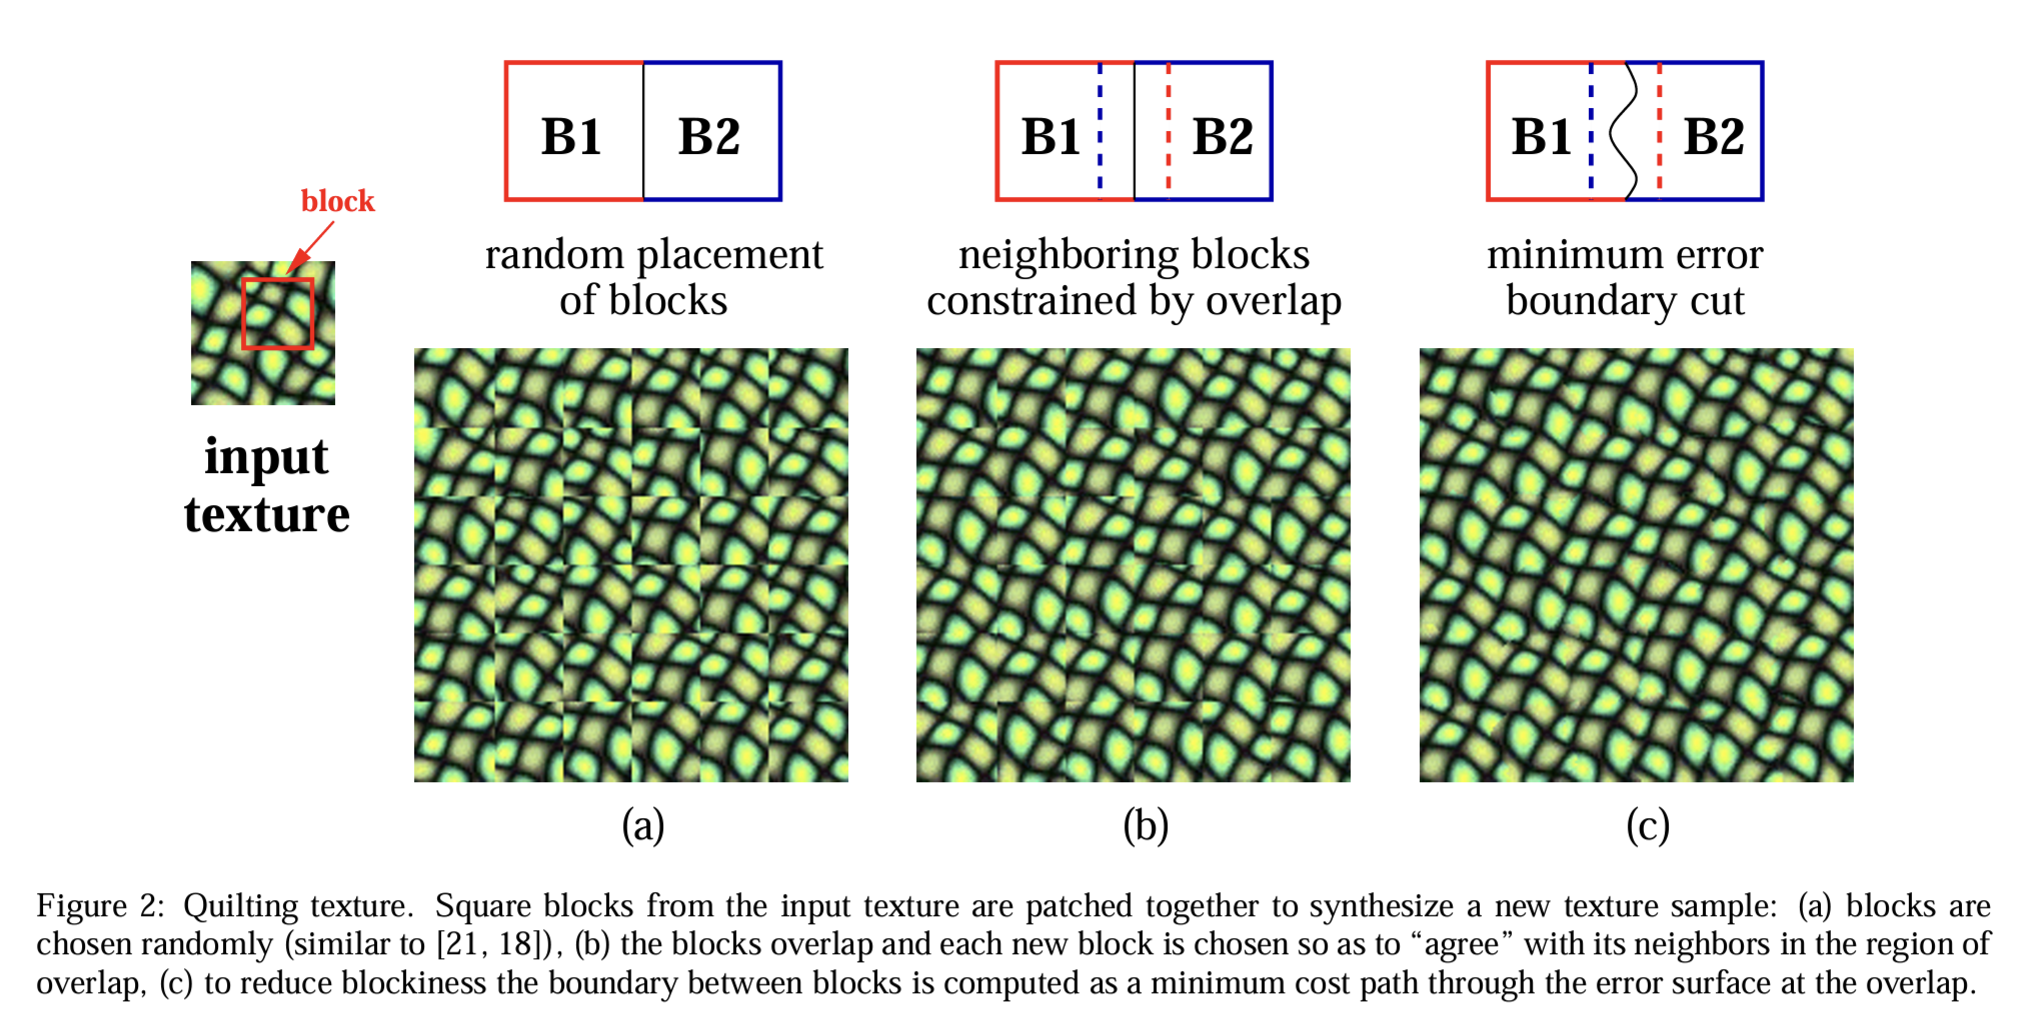 block
input
texture
B1 B2
random placement
of blocks
(a)
B1 B2
neighboring blocks
constrained by overlap
(b)
B1 B2
minimum error
boundary cut
(c)
Figure 2: Quilting texture. Square blocks from the input texture are patched together to synthesize a new texture sample: (a) blocks are
chosen randomly (similar to [21, 18]), (b) the blocks overlap and each new block is chosen so as to “agree” with its neighbors in the region of
overlap, (c) to reduce blockiness the boundary between blocks is computed as a minimum cost path through the error surface at the overlap.